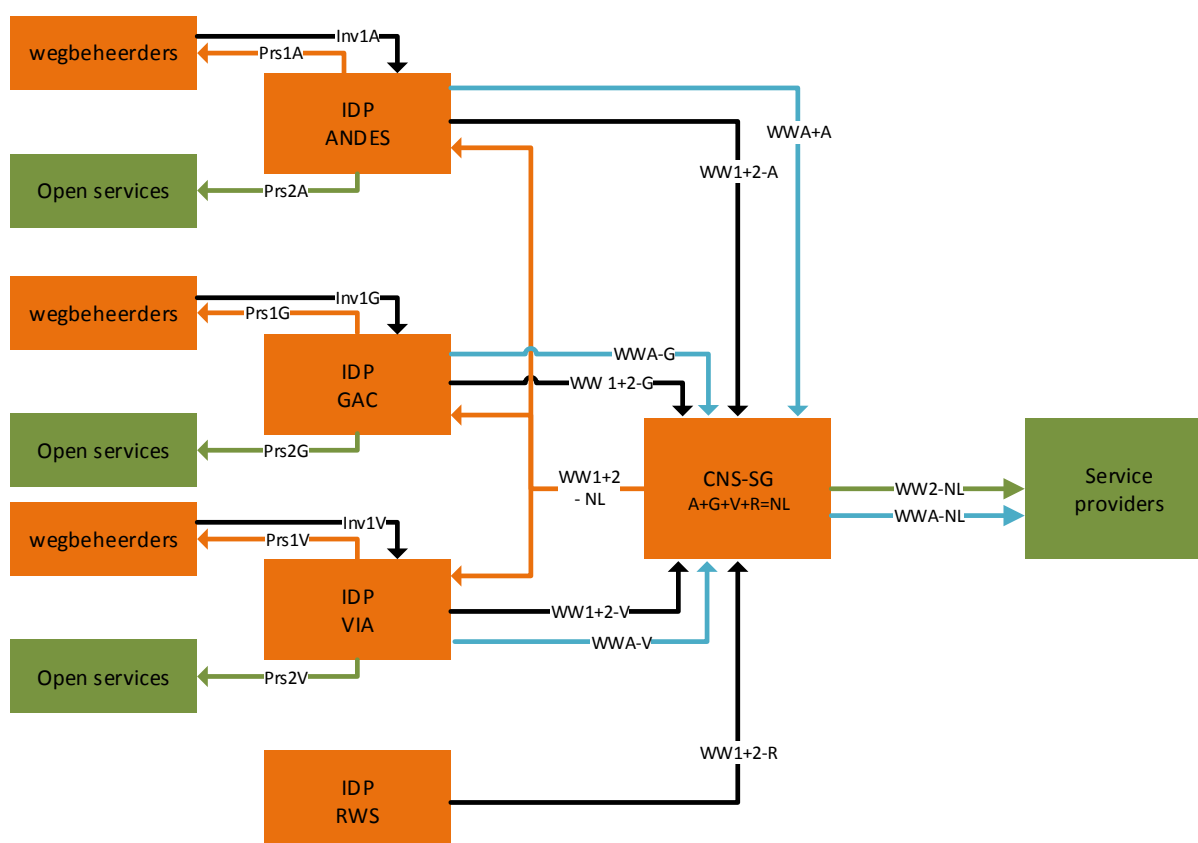 wegbeheerders
Inv1A
Prs1A
IDP
ANDES
WWA+A
WW1+2-A
Open services
Prs2A
wegbeheerders
Inv1G
Prs1G
IDP
GAC
WWA-G
WW 1+2-G
Open services
Prs2G
WW1+2
- NL
CNS-SG
A+G+V+R=NL
WW2-NL
WWA-NL
Service
providers
wegbeheerders
Inv1V
Prs1V
IDP
VIA
WW1+2-V
WWA-V
Open services
Prs2V
WW1+2-R
IDP
RWS